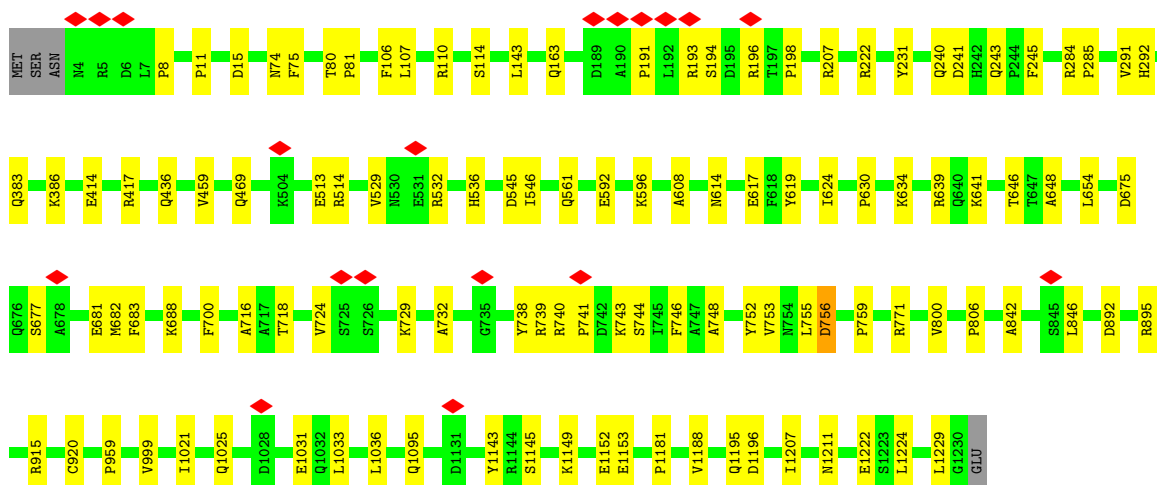 MET SER ASN N4 R5 D6 L7 P8 P11 D15 N74 F75 T80 P81 F106 L107 R110 S114 L143 Q163 D189 A190 P191 L192 R193 S194 D195 R196 T197 P198 R207 R222 Y231 Q240 D241 H242 Q243 P244 F245 R284 P285 V291 H292
Q383 K386 E414 R417 Q436 V459 Q469 K504 E513 R514 V529 N530 E531 R532 H536 D545 I546 Q561 E592 K596 A608 N614 E617 F618 Y619 I624 P630 K634 R639 Q640 K641 T646 T647 A648 L654 D675
Q676 S677 A678 E681 M682 F683 K688 F700 A716 A717 T718 V724 S725 S726 K729 A732 G735 Y738 R739 R740 P741 D742 K743 S744 I745 F746 A747 A748 Y752 V753 N754 L755 D756 P759 R771 V800 P806 A842 S845 L846 D892 R895
R915 C920 P959 V999 I1021 Q1025 D1028 E1031 Q1032 L1033 L1036 Q1095 D1131 Y1143 R1144 S1145 K1149 E1152 E1153 P1181 V1188 Q1195 D1196 I1207 N1211 E1222 S1223 L1224 L1229 G1230 GLU